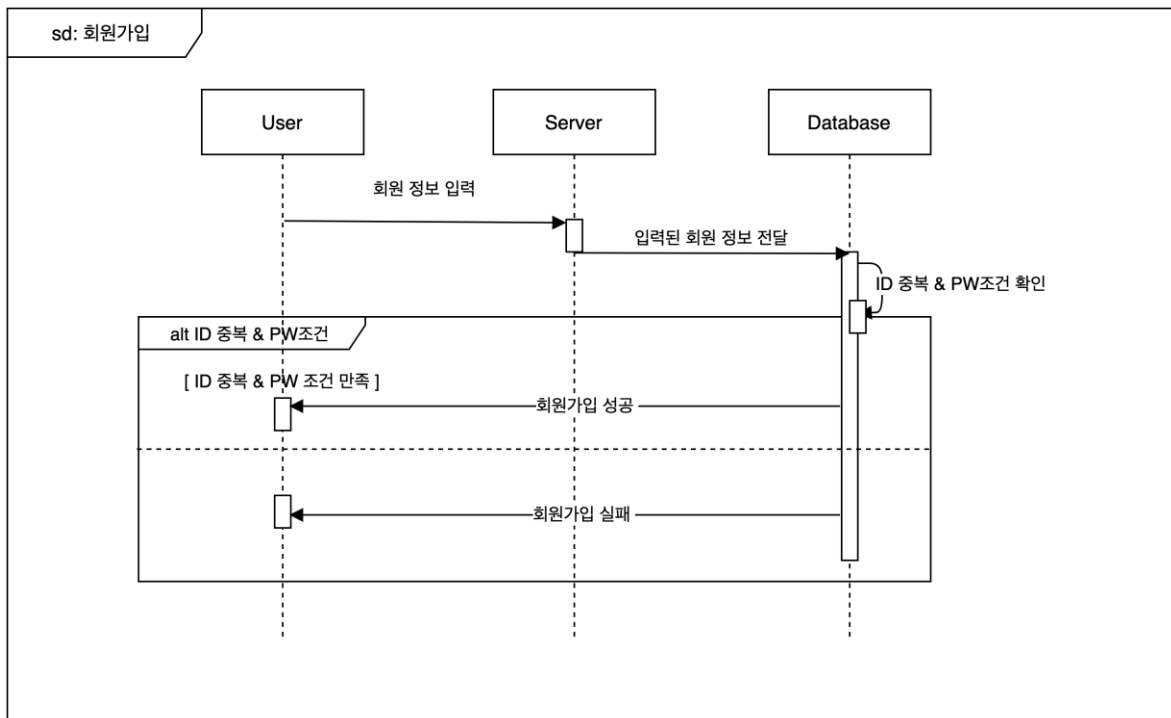 sd: 회원가입
User
Server
Database
회원 정보 입력
입력된 회원 정보 전달
ID 중복 & PW조건 확인
alt ID 중복 & PW조건
[ ID 중복 & PW 조건 만족 ]
회원가입 성공
회원가입 실패